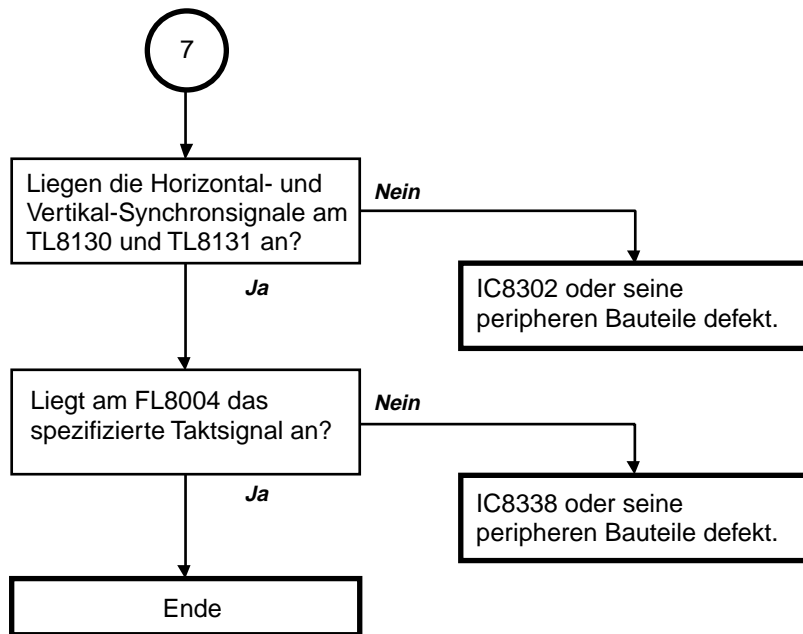 7
Liegen die Horizontal- und
Vertikal-Synchronsignale am
TL8130 und TL8131 an?
Nein
Ja
IC8302 oder seine
peripheren Bauteile defekt.
Liegt am FL8004 das
spezifizierte Taktsignal an?
Nein
Ja
IC8338 oder seine
peripheren Bauteile defekt.
Ende